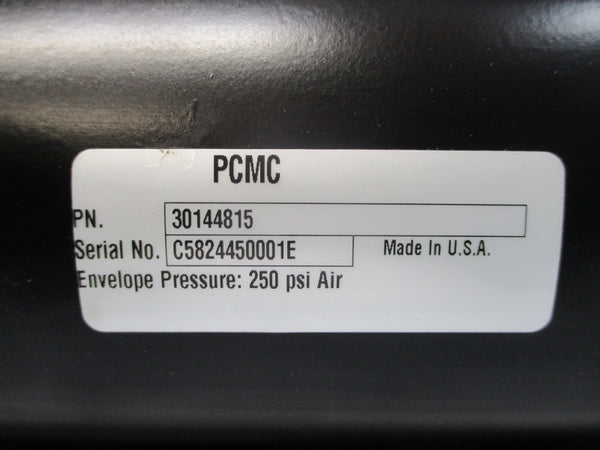 PCMC
PN. 30144815
Serial No. C5824450001E Made In U.S.A.
Envelope Pressure: 250 psi Air